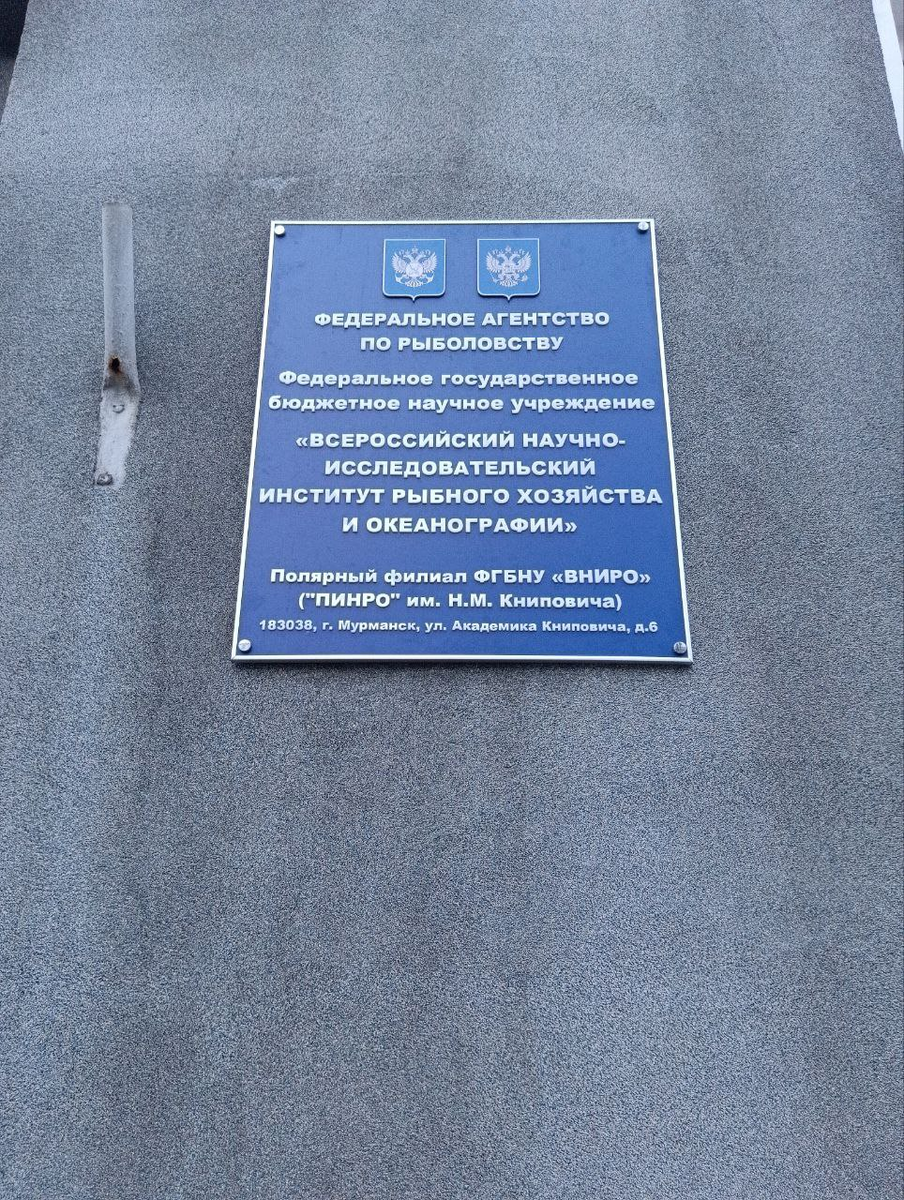 ФЕДЕРАЛЬНОЕ АГЕНТСТВО
ПО РЫБОЛОВСТВУ
Федеральное государственное
бюджетное научное учреждение
«ВСЕРОССИЙСКИЙ НАУЧНО-
ИССЛЕДОВАТЕЛЬСКИЙ
ИНСТИТУТ РЫБНОГО ХОЗЯЙСТВА
И ОКЕАНОГРАФИИ»
Полярный филиал ФГБНУ «ВНИРО»
("ПИНРО" им. Н.М. Книповича)
183038, г. Мурманск, ул. Академика Книповича, д.6